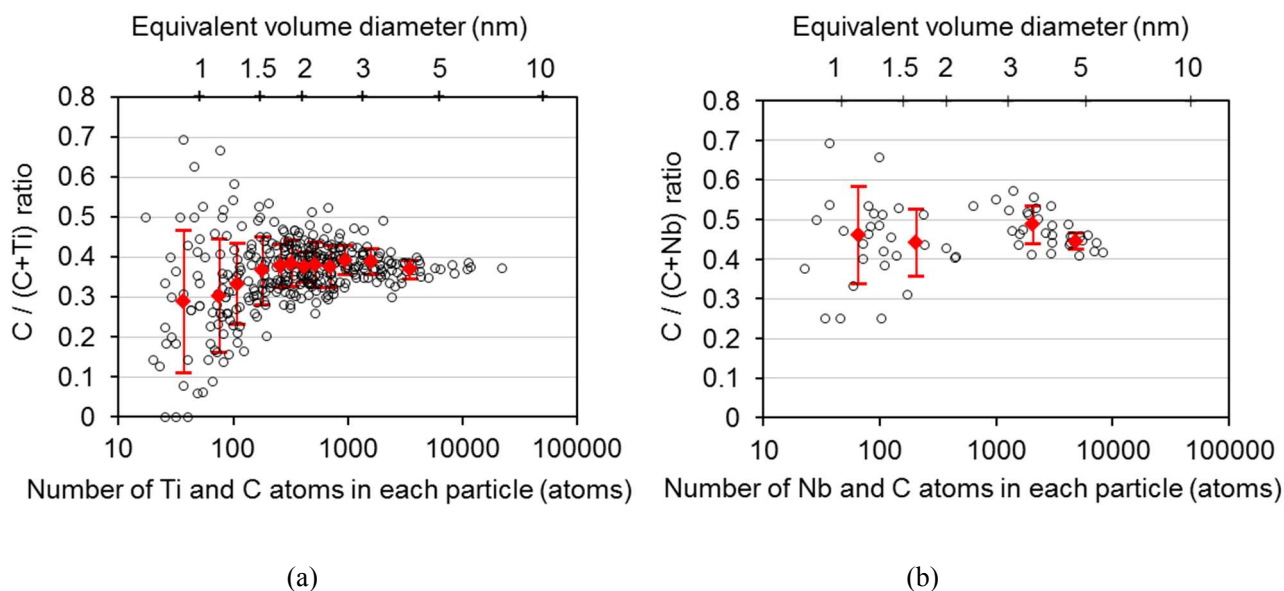 Equivalent volume diameter (nm)
1 1.5 2 3 5 10
0.8
0.7
0.6
0.5
0.4
0.3
0.2
0.1
0
C / (C+Ti) ratio
10 100 1000 10000 100000
Number of Ti and C atoms in each particle (atoms)
(a)
Equivalent volume diameter (nm)
1 1.5 2 3 5 10
0.8
0.7
0.6
0.5
0.4
0.3
0.2
0.1
0
C / (C+Nb) ratio
10 100 1000 10000 100000
Number of Nb and C atoms in each particle (atoms)
(b)